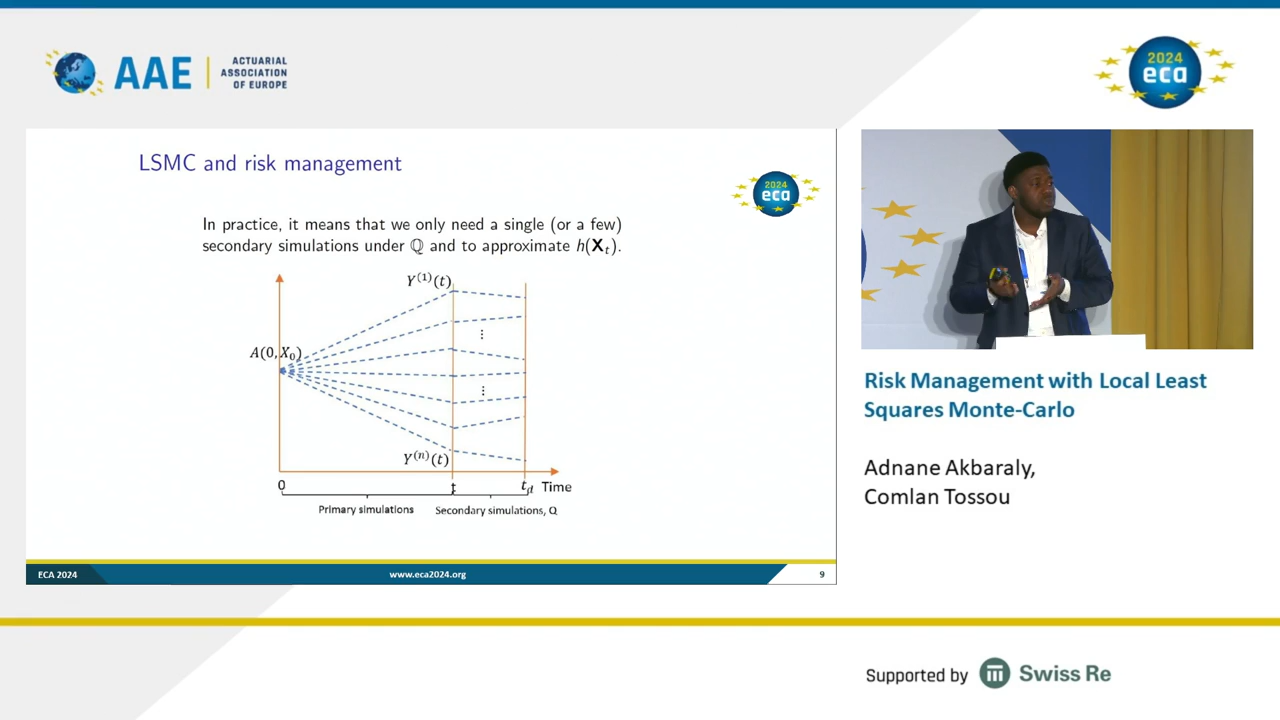 AAE
ACTUARIAL
ASSOCIATION
OF EUROPE
2024
eca
LSMC and risk management
2024
eca
In practice, it means that we only need a single (or a few)
secondary simulations under ℚ and to approximate h(𝐗ₜ).
Y⁽¹⁾(t)
⋮
A(0, X₀)
⋮
Y⁽ⁿ⁾(t)
0
t
t_d
Time
Primary simulations
Secondary simulations, Q
ECA 2024
www.eca2024.org
9
Risk Management with Local Least
Squares Monte-Carlo
Adnane Akbaraly,
Comlan Tossou
Supported by
Swiss Re